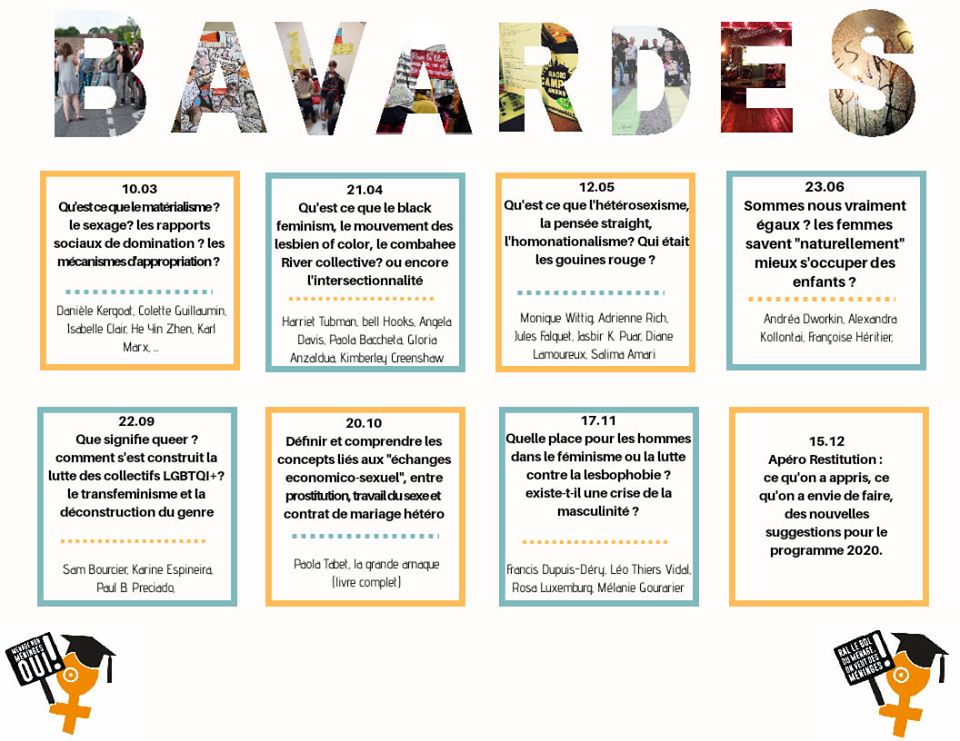 BAVARDES
10.03
Qu'est ce que le matérialisme ?
le sexage? les rapports
sociaux de domination ? les
mécanismes d'appropriation ?
Danièle Kergoat, Colette Guillaumin,
Isabelle Clair, He Yin Zhen, Karl
Marx, ...
21.04
Qu'est ce que le black
feminism, le mouvement des
lesbien of color, le combahee
River collective? ou encore
l'intersectionnalité
Harriet Tubman, bell Hooks, Angela
Davis, Paola Baccheta, Gloria
Anzaldua, Kimberley Creenshaw
12.05
Qu'est ce que l'hétérosexisme,
la pensée straight,
l'homonationalisme? Qui était
les gouines rouge ?
Monique Wittig, Adrienne Rich,
Jules Falquet, Jasbir K. Puar, Diane
Lamoureux, Salima Amari
23.06
Sommes nous vraiment
égaux ? les femmes
savent "naturellement"
mieux s'occuper des
enfants ?
Andréa Dworkin, Alexandra
Kollontai, Françoise Héritier,
22.09
Que signifie queer ?
comment s'est construit la
lutte des collectifs LGBTQI+?
le transfeminisme et la
déconstruction du genre
Sam Bourcier, Karine Espineira,
Paul B. Preciado,
20.10
Définir et comprendre les
concepts liés aux "échanges
economico-sexuel", entre
prostitution, travail du sexe et
contrat de mariage hétéro
Paola Tabet, la grande arnaque
(livre complet)
17.11
Quelle place pour les hommes
dans le féminisme ou la lutte
contre la lesbophobie ?
existe-t-il une crise de la
masculinité ?
Francis Dupuis-Déry, Léo Thiers Vidal,
Rosa Luxemburg, Mélanie Gourarier
15.12
Apéro Restitution :
ce qu'on a appris, ce
qu'on a envie de faire,
des nouvelles
suggestions pour le
programme 2020.
MENAGE NON
MENINGES
OUI !
RAL LE BOL
DU MENAGE,
ON VEUT DES
MENINGES !